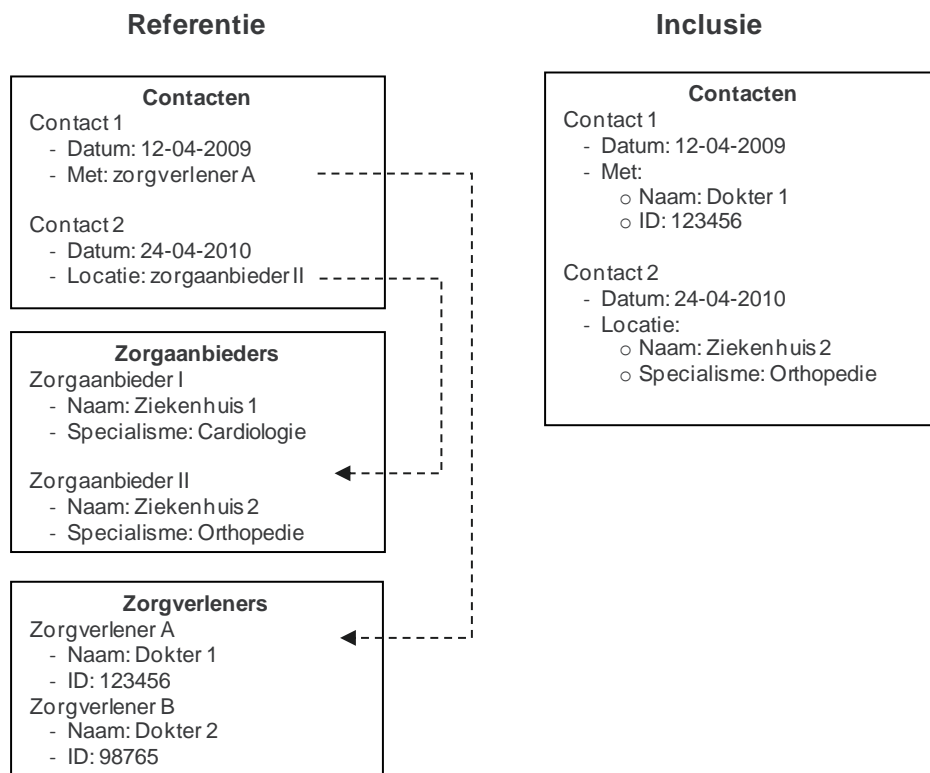 Referentie
Contacten
Contact 1
- Datum: 12-04-2009
- Met: zorgverlener A
Contact 2
- Datum: 24-04-2010
- Locatie: zorgaanbieder II
Zorgaanbieders
Zorgaanbieder I
- Naam: Ziekenhuis 1
- Specialisme: Cardiologie
Zorgaanbieder II
- Naam: Ziekenhuis 2
- Specialisme: Orthopedie
Zorgverleners
Zorgverlener A
- Naam: Dokter 1
- ID: 123456
Zorgverlener B
- Naam: Dokter 2
- ID: 98765
Inclusie
Contacten
Contact 1
- Datum: 12-04-2009
- Met:
o Naam: Dokter 1
o ID: 123456
Contact 2
- Datum: 24-04-2010
- Locatie:
o Naam: Ziekenhuis 2
o Specialisme: Orthopedie